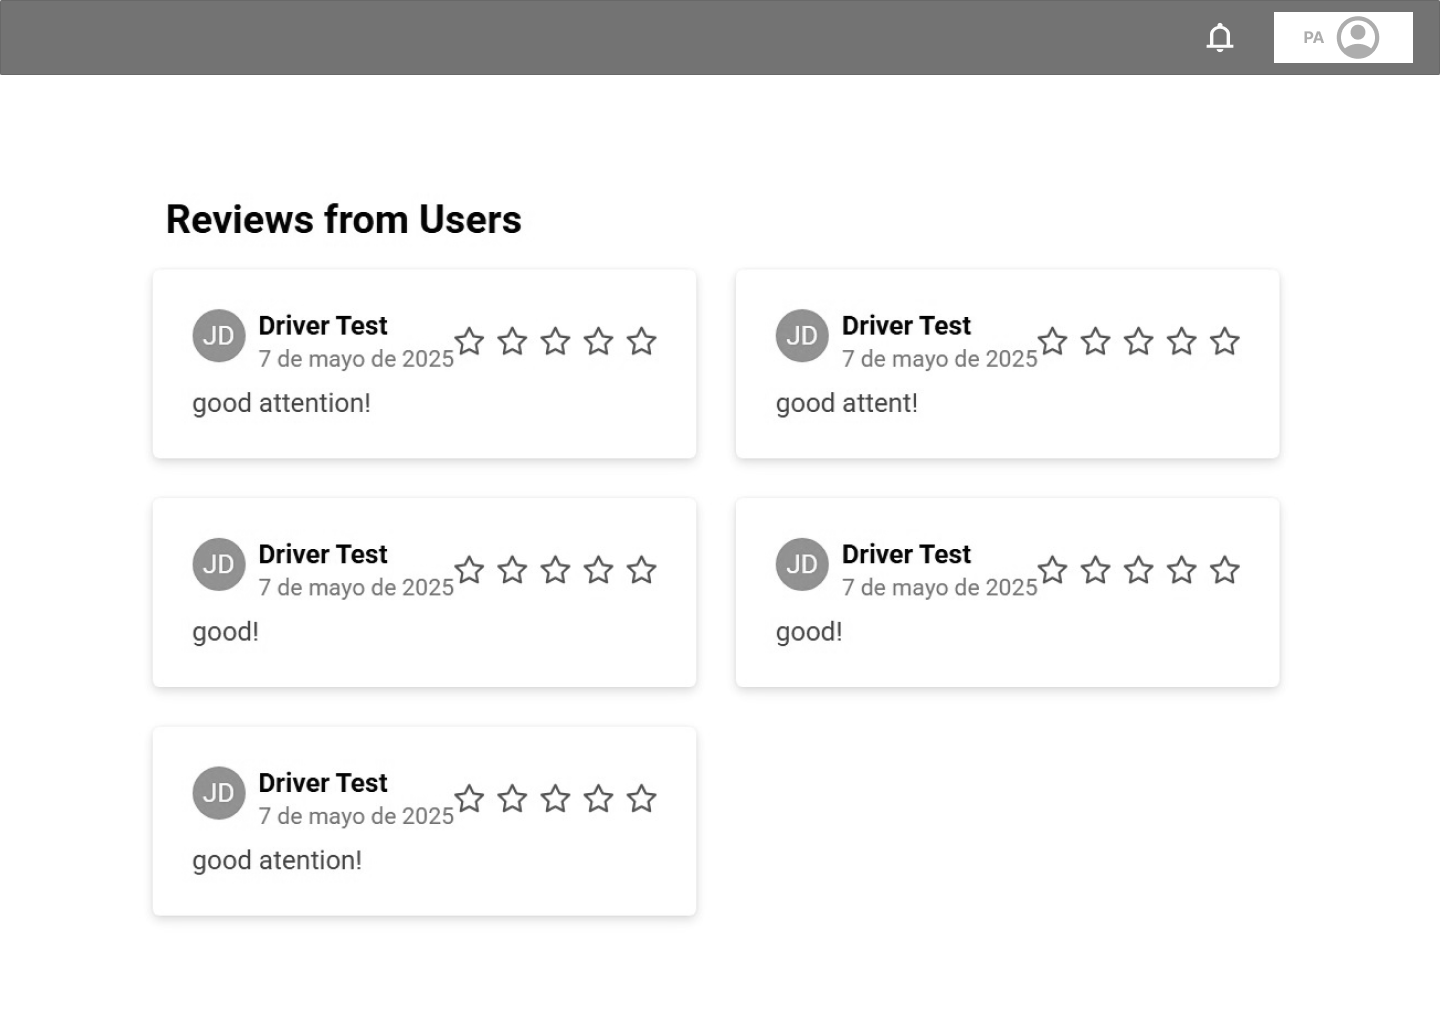 PA
Reviews from Users
JD
Driver Test
7 de mayo de 2025
good attention!
JD
Driver Test
7 de mayo de 2025
good attent!
JD
Driver Test
7 de mayo de 2025
good!
JD
Driver Test
7 de mayo de 2025
good!
JD
Driver Test
7 de mayo de 2025
good atention!